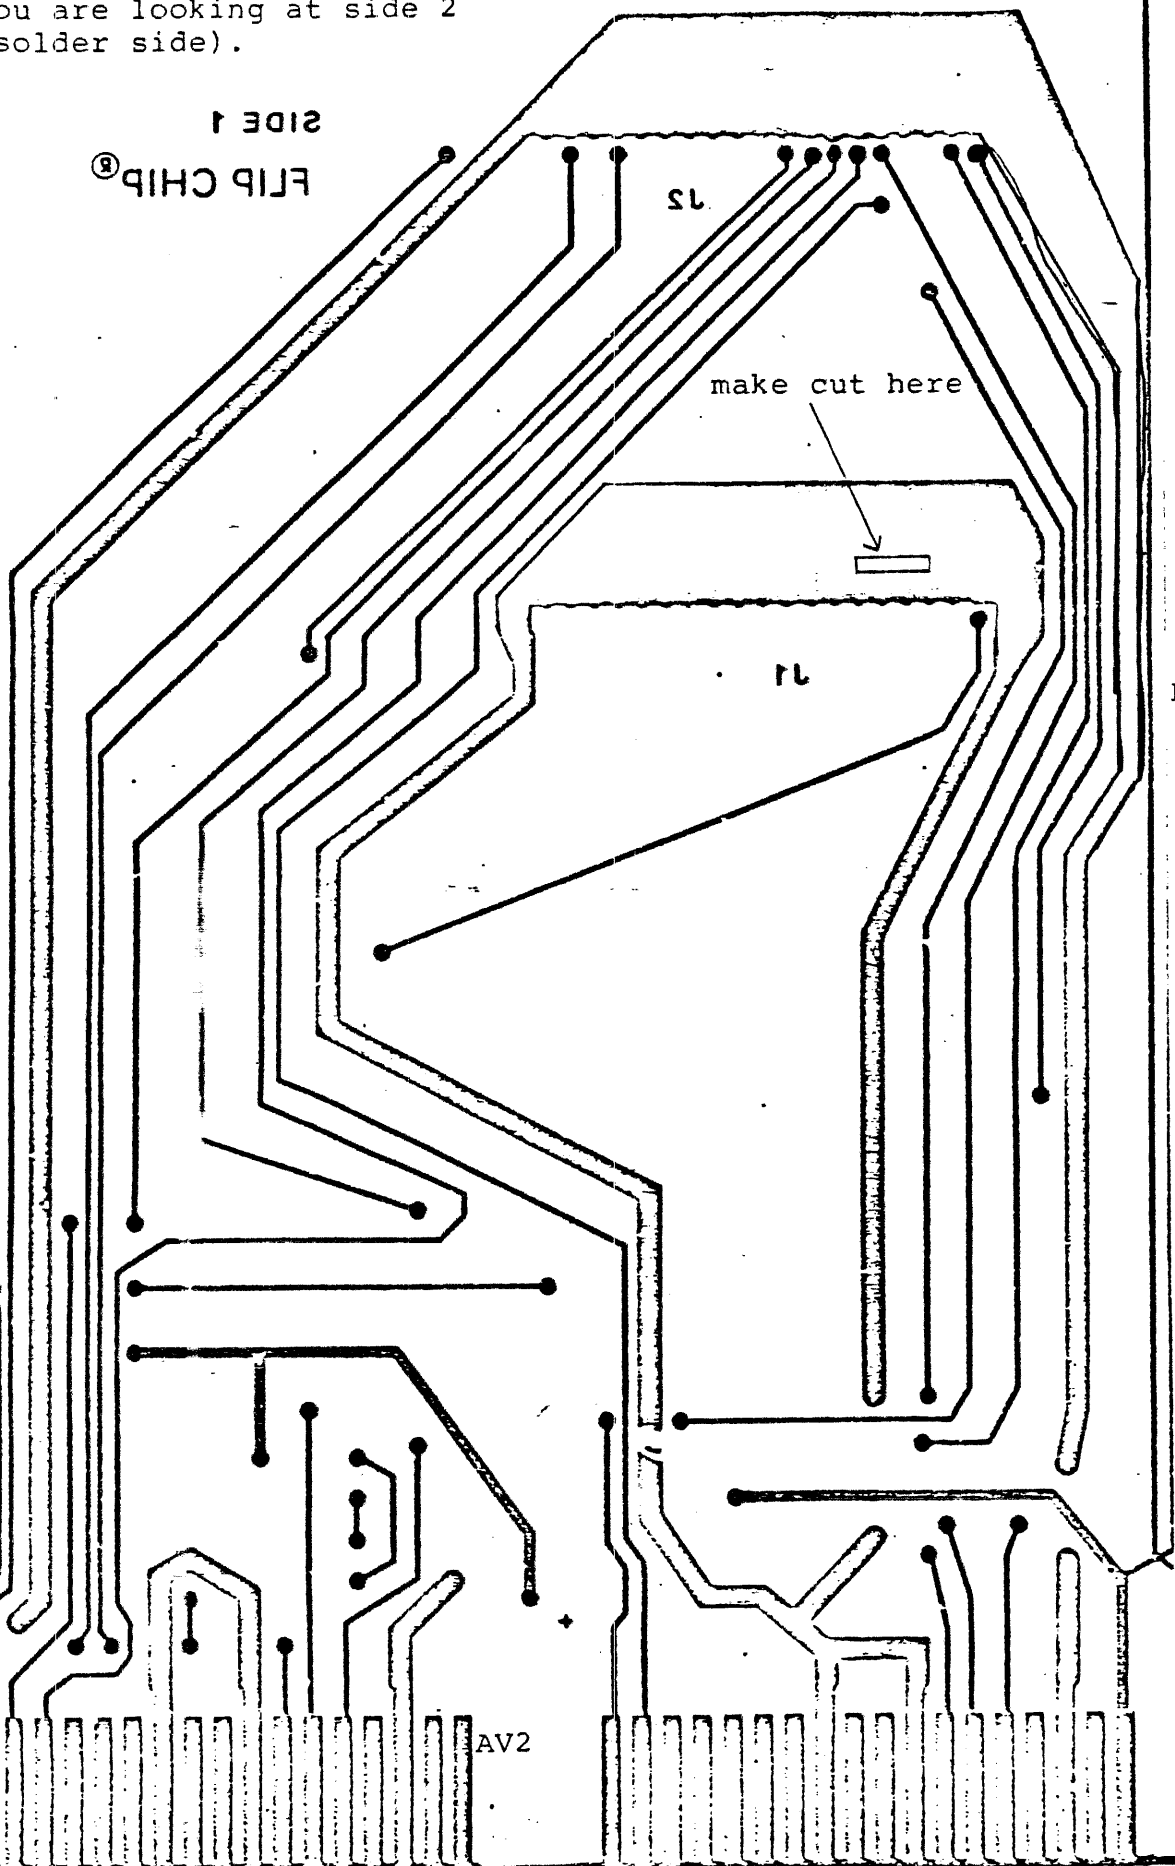 ou are looking at side 2
solder side).
SIDE 1
FLIP CHIP®
J2
make cut here
J1
AV2